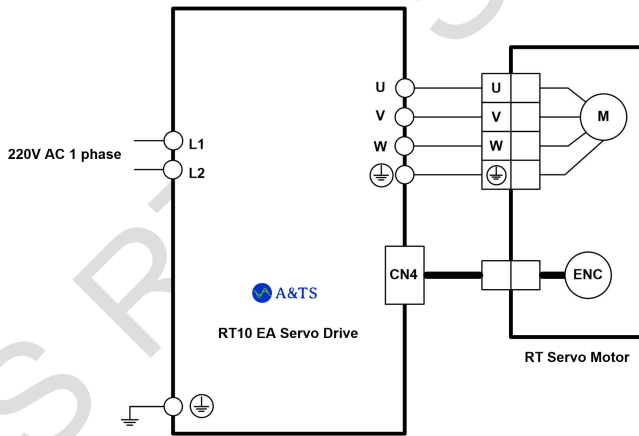 U
V
W
U
V
W
M
220V AC 1 phase
L1
L2
CN4
ENC
A&TS
RT10 EA Servo Drive
RT Servo Motor